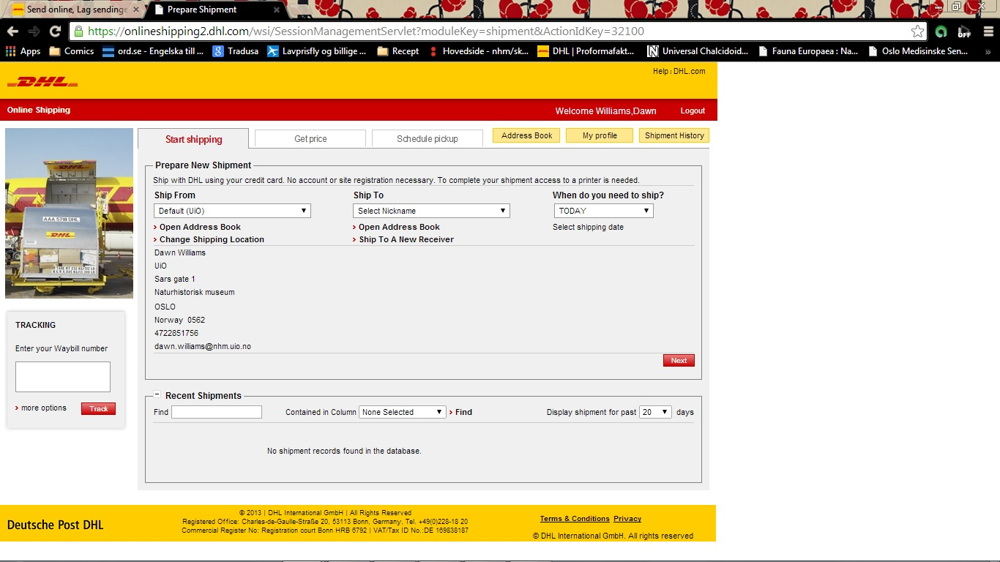 Send online, Lag sendinge
Prepare Shipment
https://onlineshipping2.dhl.com/wsi/SessionManagementServlet?moduleKey=shipment&ActionIdKey=32100
OFF
Apps Comics ord.se - Engelska till ... Tradusa Lavprisfly og billige ... Recept Hovedside - nhm/sk... DHL | Proformafakt... Universal Chalcidoid... Fauna Europaea : Na... Oslo Medisinske Sen... »
DHL
Help | DHL.com
Online Shipping
Welcome Williams,Dawn Logout
Start shipping Get price Schedule pickup Address Book My profile Shipment History
Prepare New Shipment
Ship with DHL using your credit card. No account or site registration necessary. To complete your shipment access to a printer is needed.
Ship From Ship To When do you need to ship?
Default (UiO) Select Nickname TODAY
Open Address Book Open Address Book Select shipping date
Change Shipping Location Ship To A New Receiver
Dawn Williams
UiO
Sars gate 1
Naturhistorisk museum
OSLO
Norway 0562
4722851756
dawn.williams@nhm.uio.no
Next
DHL
AAA 5718 DHL
DHL
TRACKING
Enter your Waybill number
more options Track
Recent Shipments
Find Contained in Column None Selected Find Display shipment for past 20 days
No shipment records found in the database.
Deutsche Post DHL
© 2013 | DHL International GmbH | All Rights Reserved
Registered Office: Charles-de-Gaulle-Straße 20, 53113 Bonn, Germany, Tel. +49(0)228-18 20
Commercial Register No: Registration court Bonn HRB 6792 | VAT/Tax ID No.:DE 169838187
Terms & Conditions Privacy
© DHL International GmbH. All rights reserved